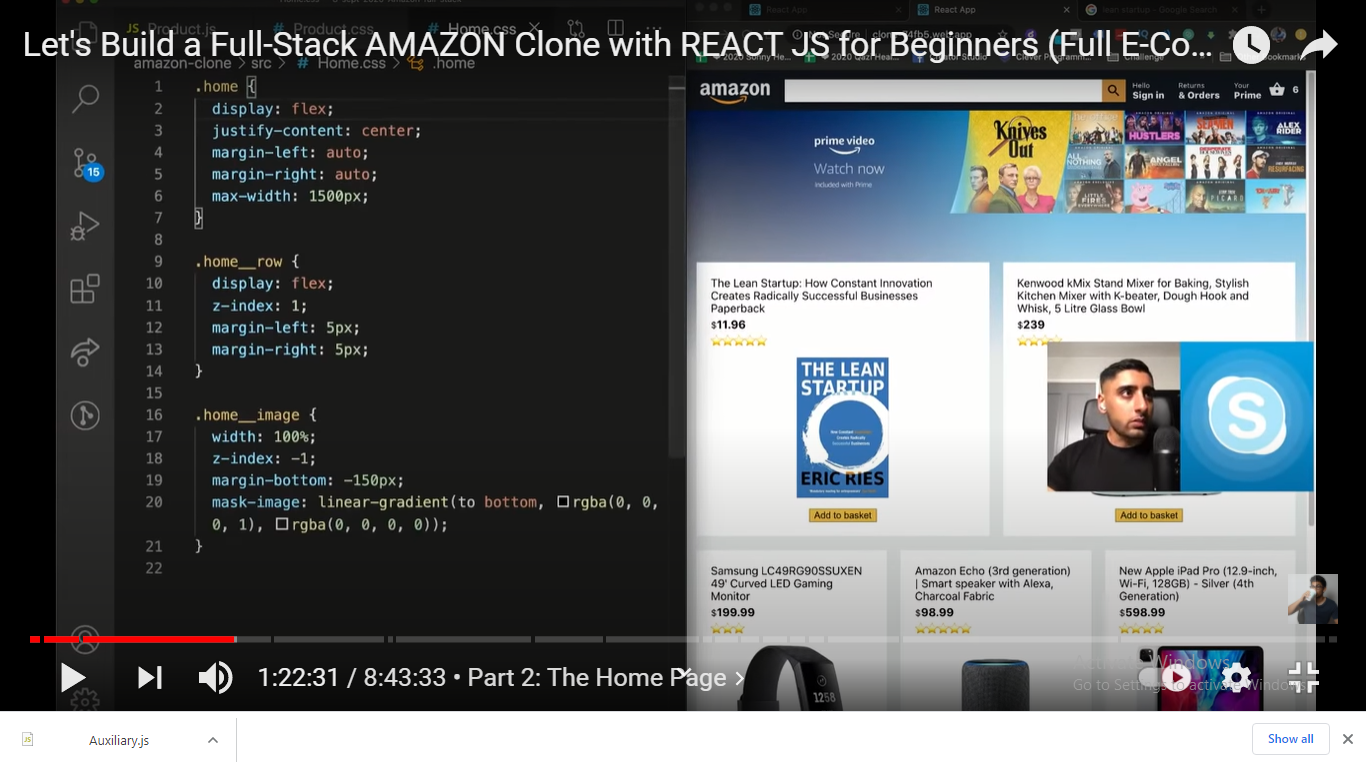 Product.js
Product.css
Home.css
Let's Build a Full-Stack AMAZON Clone with REACT JS for Beginners (Full E-Co...
amazon-clone > src > # Home.css > .home
1 .home {
2 display: flex;
3 justify-content: center;
4 margin-left: auto;
5 margin-right: auto;
6 max-width: 1500px;
7 }
8
9 .home__row {
10 display: flex;
11 z-index: 1;
12 margin-left: 5px;
13 margin-right: 5px;
14 }
15
16 .home__image {
17 width: 100%;
18 z-index: -1;
19 margin-bottom: -150px;
20 mask-image: linear-gradient(to bottom, rgba(0, 0,
0, 1), rgba(0, 0, 0, 0));
21 }
22
15
React App
React App
lean startup - Google Search
amazon
Hello
Sign in
Returns
& Orders
Your
Prime
6
prime video
Watch now
Included with Prime
Knives
Out
HUSTLERS
ALEX
RIDER
ANGEL
RESURFACING
LITTLE
FIRES
PICARD
The Lean Startup: How Constant Innovation
Creates Radically Successful Businesses
Paperback
$11.96
THE LEAN
STARTUP
ERIC RIES
Add to basket
Kenwood kMix Stand Mixer for Baking, Stylish
Kitchen Mixer with K-beater, Dough Hook and
Whisk, 5 Litre Glass Bowl
$239
S
Add to basket
Samsung LC49RG90SSUXEN
49' Curved LED Gaming
Monitor
$199.99
1258
Amazon Echo (3rd generation)
| Smart speaker with Alexa,
Charcoal Fabric
$98.99
New Apple iPad Pro (12.9-inch,
Wi-Fi, 128GB) - Silver (4th
Generation)
$598.99
1:22:31 / 8:43:33 • Part 2: The Home Page
Activate Windows
Go to Settings to activate Windows.
Auxiliary.js
Show all